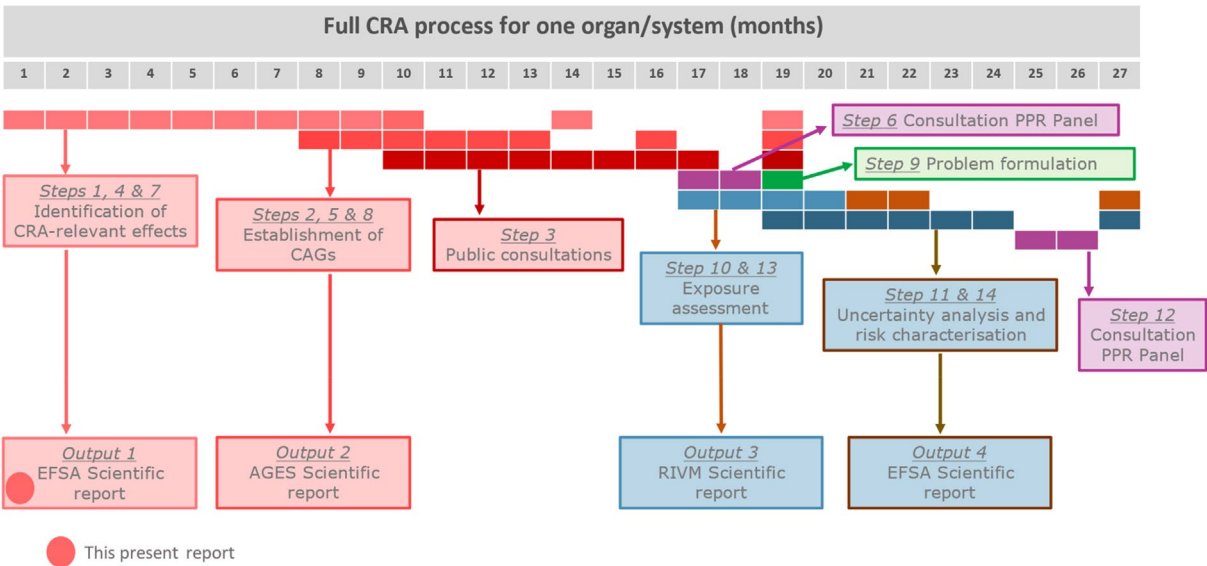 Full CRA process for one organ/system (months)
1 2 3 4 5 6 7 8 9 10 11 12 13 14 15 16 17 18 19 20 21 22 23 24 25 26 27
Step 6 Consultation PPR Panel
Step 9 Problem formulation
Steps 1, 4 & 7
Identification of
CRA-relevant effects
Steps 2, 5 & 8
Establishment of
CAGs
Step 3
Public consultations
Step 10 & 13
Exposure
assessment
Step 11 & 14
Uncertainty analysis and
risk characterisation
Step 12
Consultation
PPR Panel
Output 1
EFSA Scientific
report
Output 2
AGES Scientific
report
Output 3
RIVM Scientific
report
Output 4
EFSA Scientific
report
This present report